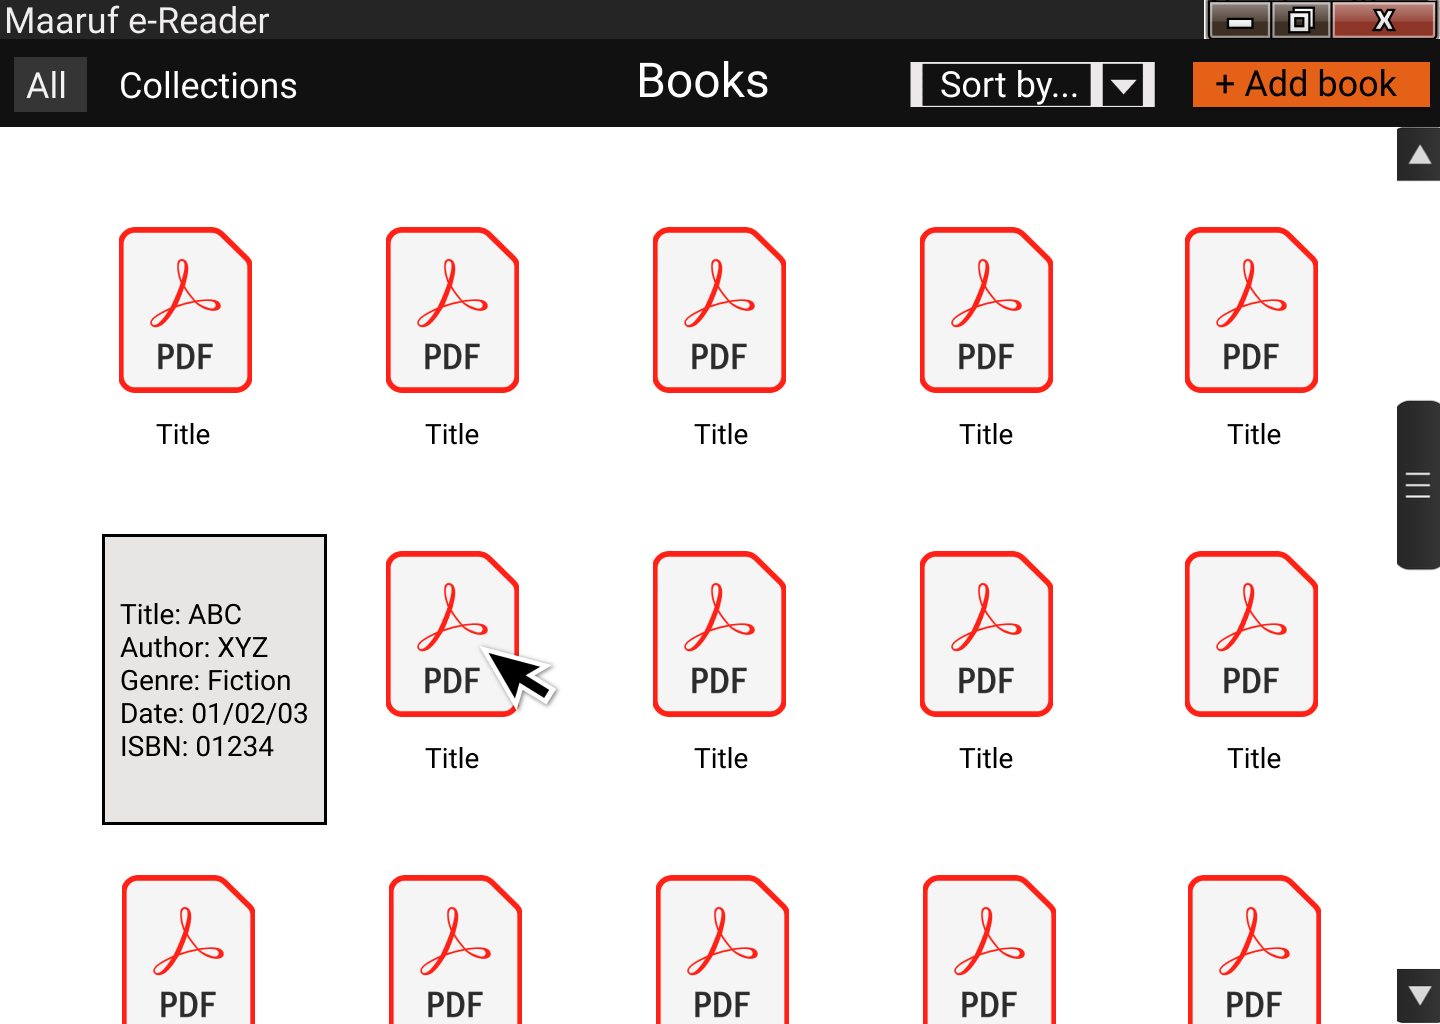 Maaruf e-Reader
X
All Collections Books Sort by... + Add book
PDF PDF PDF PDF PDF
Title Title Title Title Title
Title: ABC
Author: XYZ
Genre: Fiction
Date: 01/02/03
ISBN: 01234
PDF PDF PDF PDF
Title Title Title Title
PDF PDF PDF PDF PDF